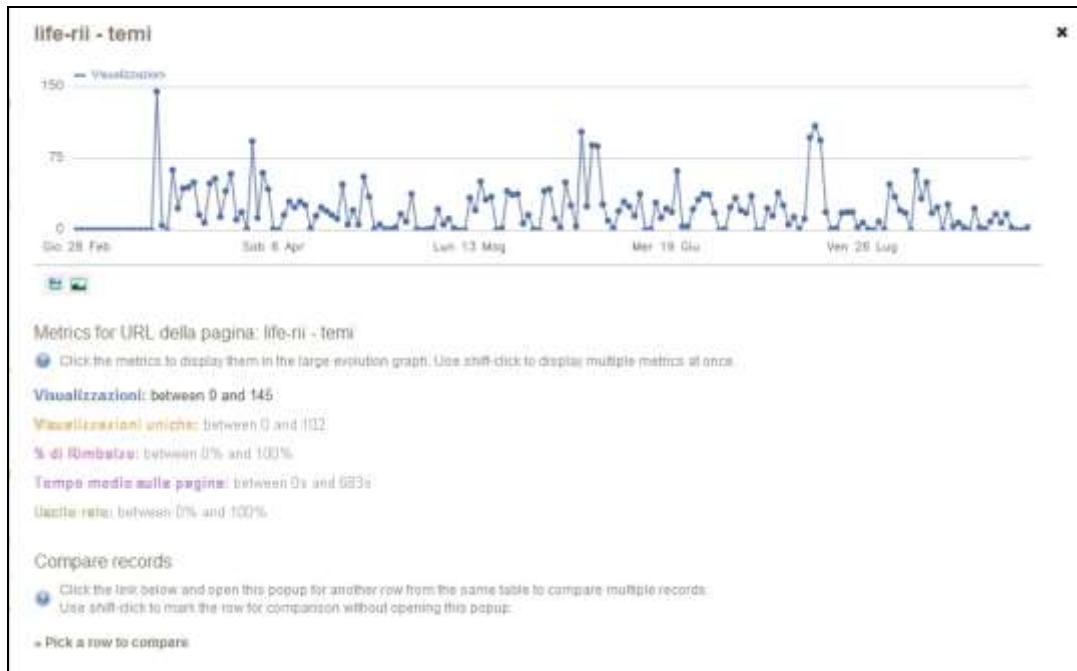 life-rii - temi
Visualizzazioni
150
75
0
Gio 28 Feb
Sab 6 Apr
Lun 13 Mag
Mer 19 Giu
Ven 26 Lug
Metrics for URL della pagina: life-rii - temi
Click the metrics to display them in the large evolution graph. Use shift-click to display multiple metrics at once.
Visualizzazioni: between 0 and 145
Visualizzazioni uniche: between 0 and 102
% di Rimbalzo: between 0% and 100%
Tempo medio sulla pagina: between 0s and 683s
Uscite rate: between 0% and 100%
Compare records
Click the link below and open this popup for another row from the same table to compare multiple records.
Use shift-click to mark the row for comparison without opening this popup.
» Pick a row to compare